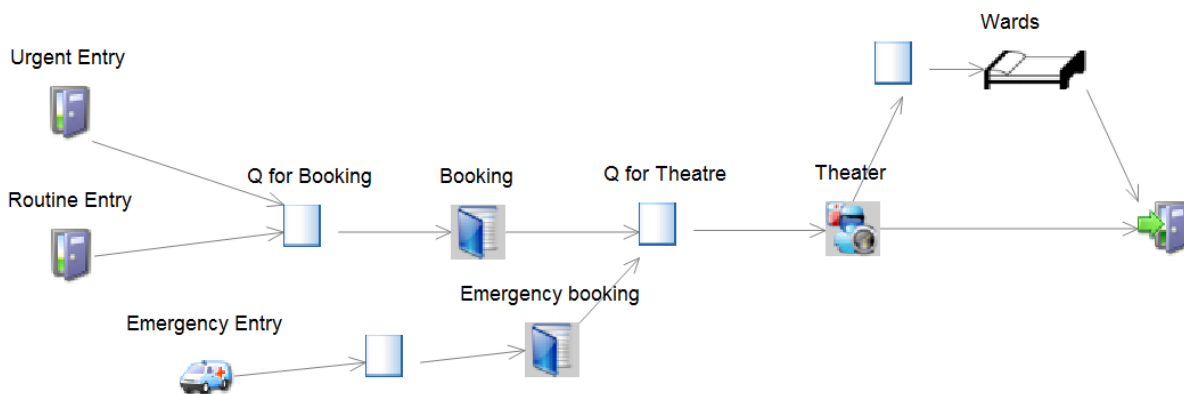 Wards
Urgent Entry
Q for Booking
Booking
Q for Theatre
Theater
Routine Entry
Emergency booking
Emergency Entry